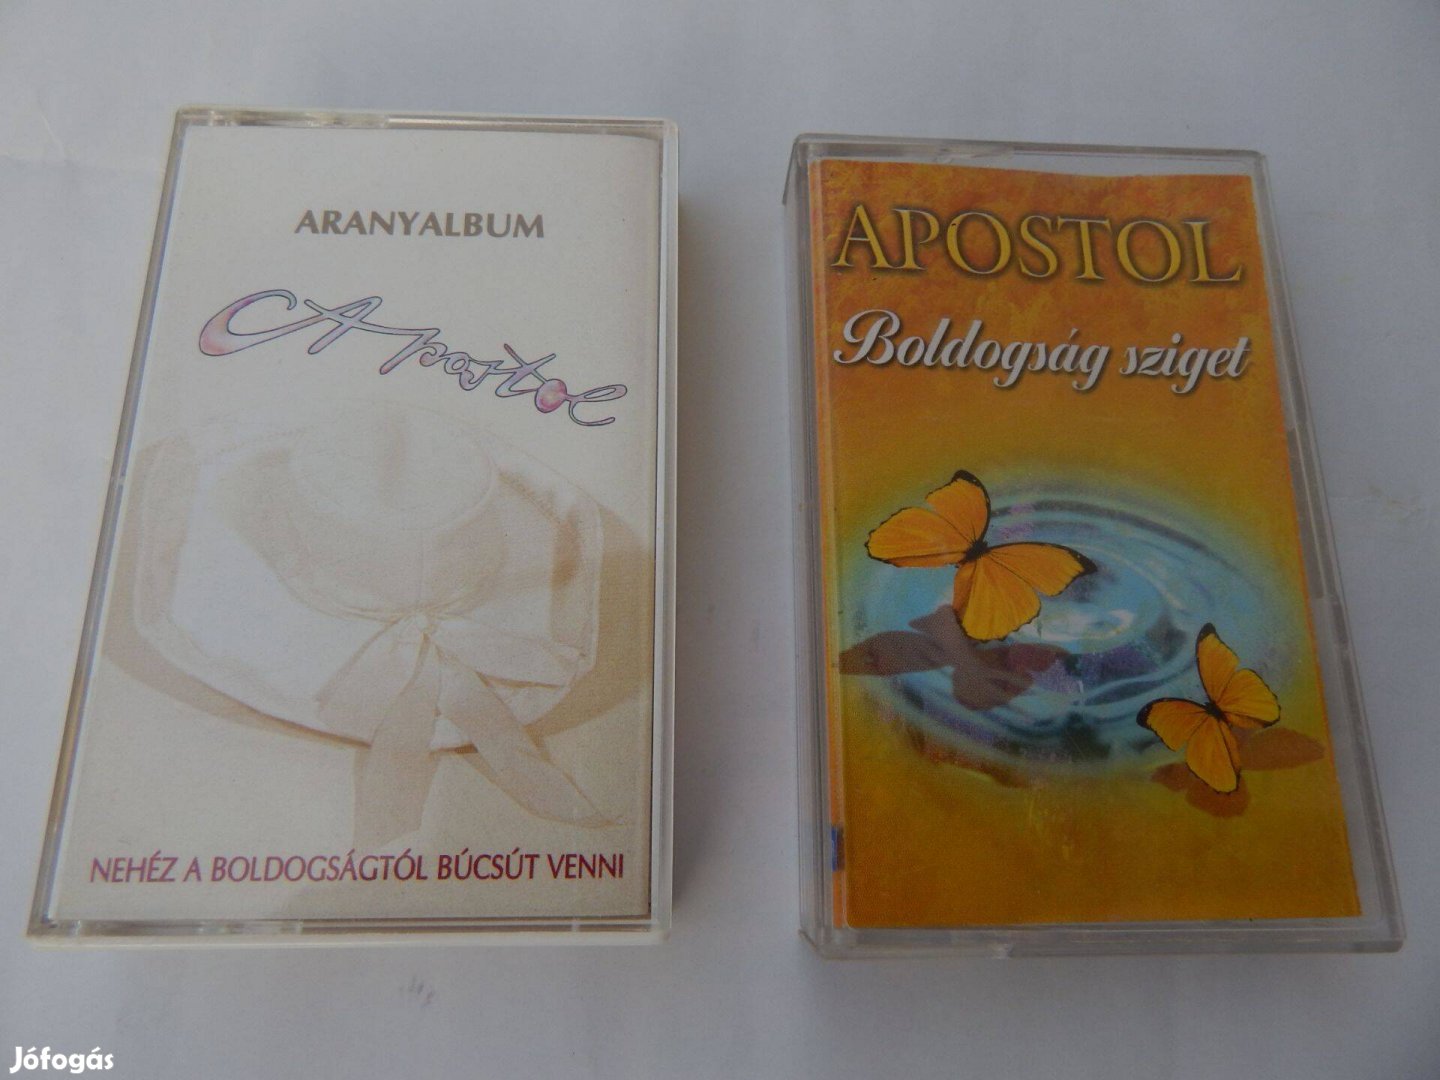 ARANYALBUM
Apostol
NEHÉZ A BOLDOGSÁGTÓL BÚCSÚT VENNI
APOSTOL
Boldogság sziget
Jófogás